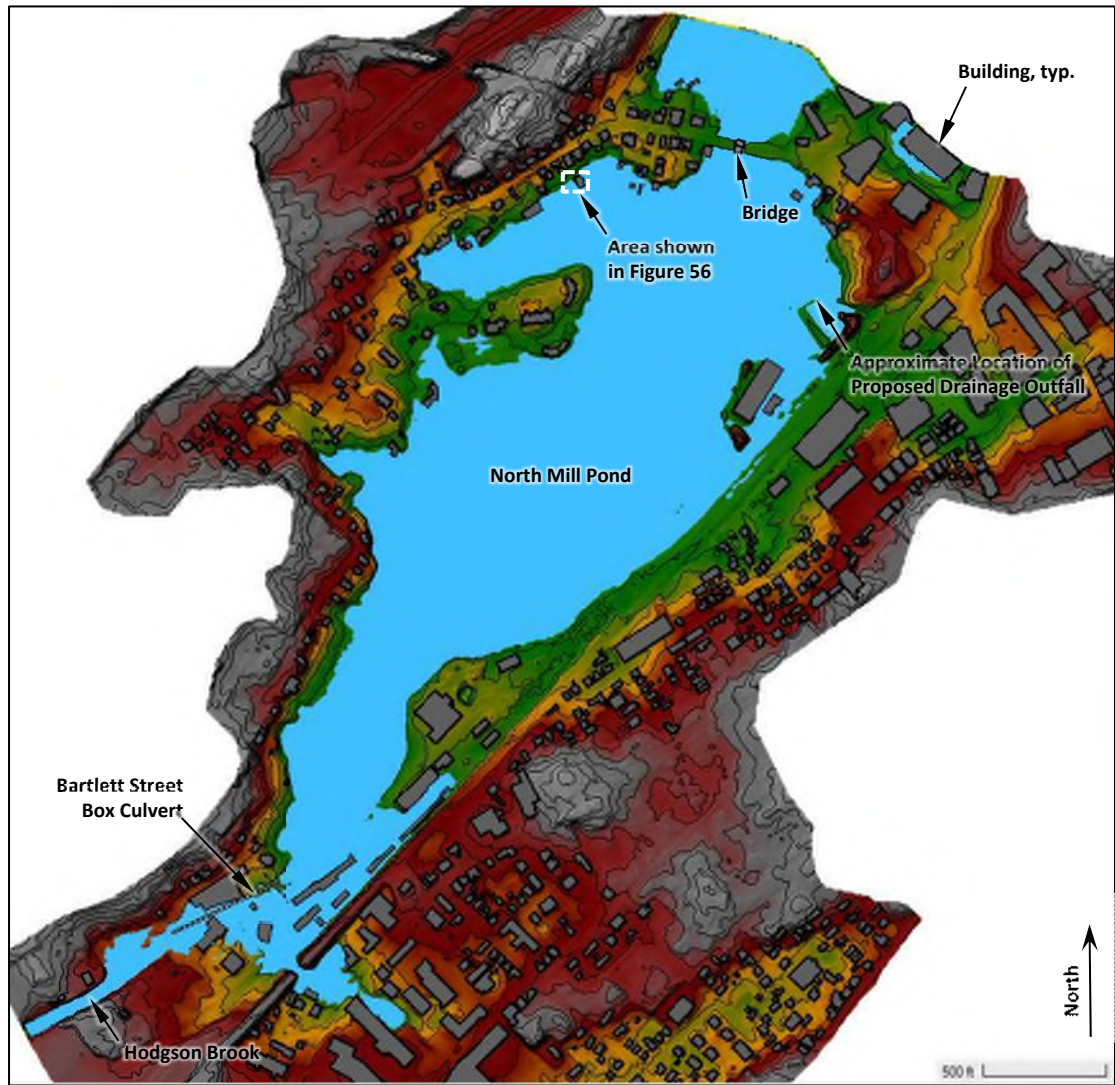 Building, typ.
Bridge
Area shown
in Figure 56
Approximate Location of
Proposed Drainage Outfall
North Mill Pond
Bartlett Street
Box Culvert
Hodgson Brook
North
500 ft